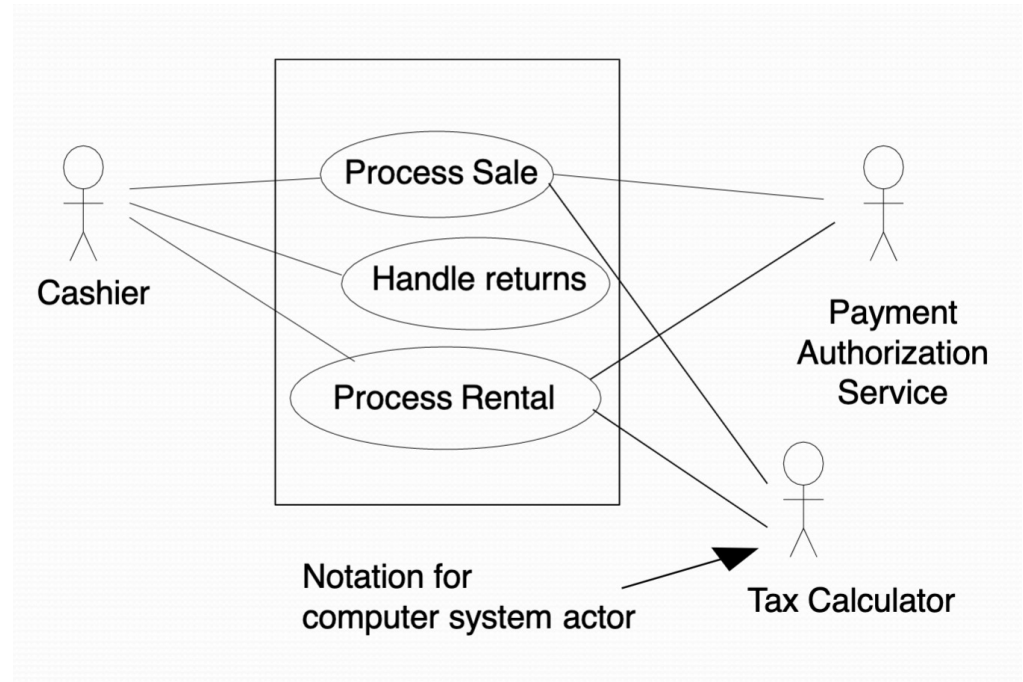 Process Sale
Handle returns
Process Rental
Cashier
Payment
Authorization
Service
Notation for
computer system actor
Tax Calculator